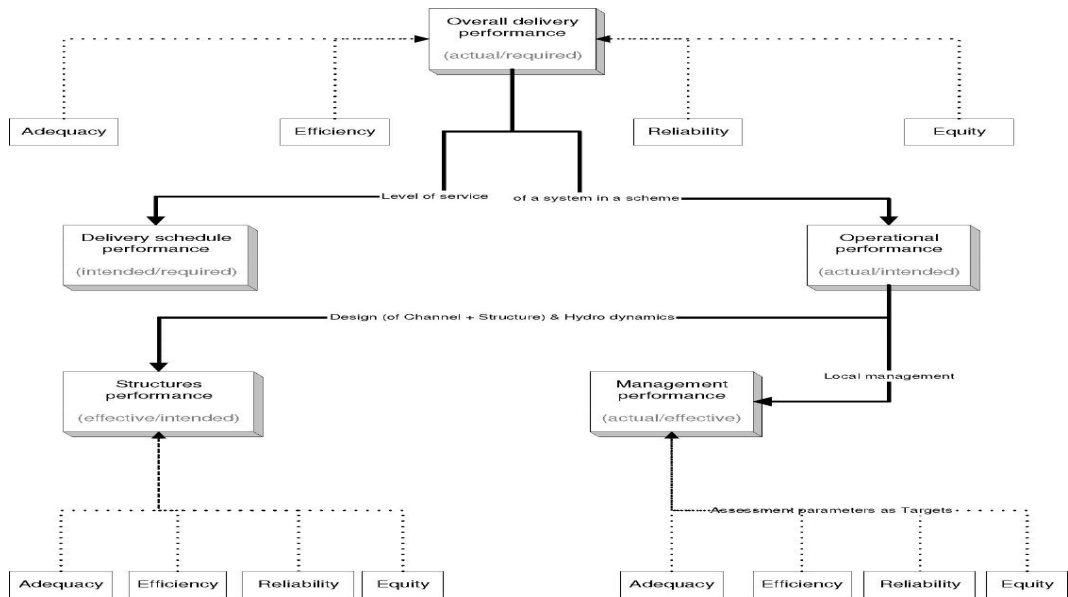 Overall delivery
performance
(actual/required)
Adequacy
Efficiency
Reliability
Equity
Level of service
of a system in a scheme
Delivery schedule
performance
(intended/required)
Operational
performance
(actual/intended)
Design (of Channel + Structure) & Hydro dynamics
Structures
performance
(effective/intended)
Management
performance
(actual/effective)
Local management
Assessment parameters as Targets
Adequacy
Efficiency
Reliability
Equity
Adequacy
Efficiency
Reliability
Equity